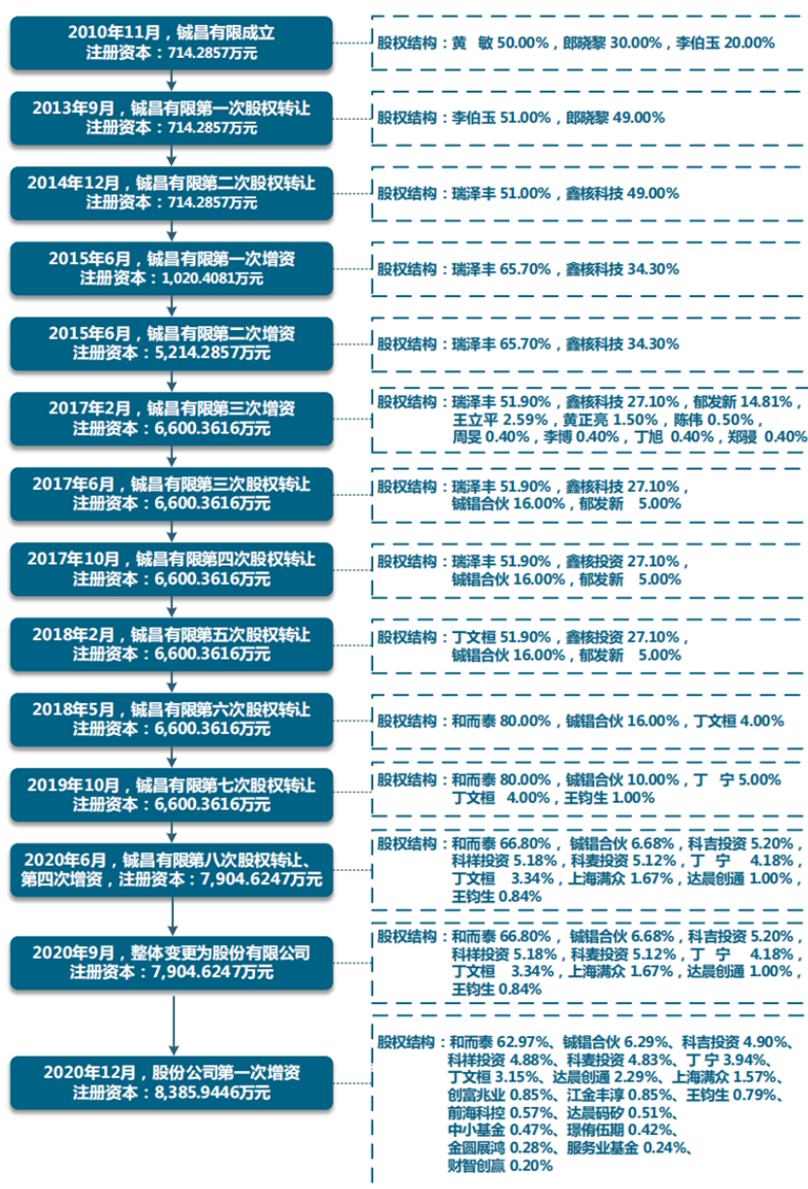 2010年11月，铖昌有限成立
注册资本：714.2857万元
股权结构：黄 敏 50.00%，郎晓黎 30.00%，李伯玉 20.00%
2013年9月，铖昌有限第一次股权转让
注册资本：714.2857万元
股权结构：李伯玉 51.00%，郎晓黎 49.00%
2014年12月，铖昌有限第二次股权转让
注册资本：714.2857万元
股权结构：瑞泽丰 51.00%，鑫核科技 49.00%
2015年6月，铖昌有限第一次增资
注册资本：1,020.4081万元
股权结构：瑞泽丰 65.70%，鑫核科技 34.30%
2015年6月，铖昌有限第二次增资
注册资本：5,214.2857万元
股权结构：瑞泽丰 65.70%，鑫核科技 34.30%
2017年2月，铖昌有限第三次增资
注册资本：6,600.3616万元
股权结构：瑞泽丰 51.90%，鑫核科技 27.10%，郁发新 14.81%，
王立平 2.59%，黄正亮 1.50%，陈伟 0.50%，
周旻 0.40%，李博 0.40%，丁旭 0.40%，郑骎 0.40%
2017年6月，铖昌有限第三次股权转让
注册资本：6,600.3616万元
股权结构：瑞泽丰 51.90%，鑫核科技 27.10%，
铖锠合伙 16.00%，郁发新 5.00%
2017年10月，铖昌有限第四次股权转让
注册资本：6,600.3616万元
股权结构：瑞泽丰 51.90%，鑫核投资 27.10%，
铖锠合伙 16.00%，郁发新 5.00%
2018年2月，铖昌有限第五次股权转让
注册资本：6,600.3616万元
股权结构：丁文桓 51.90%，鑫核投资 27.10%，
铖锠合伙 16.00%，郁发新 5.00%
2018年5月，铖昌有限第六次股权转让
注册资本：6,600.3616万元
股权结构：和而泰 80.00%，铖锠合伙 16.00%，丁文桓 4.00%
2019年10月，铖昌有限第七次股权转让
注册资本：6,600.3616万元
股权结构：和而泰 80.00%，铖锠合伙 10.00%，丁 宁 5.00%
丁文桓 4.00%，王钧生 1.00%
2020年6月，铖昌有限第八次股权转让、
第四次增资，注册资本：7,904.6247万元
股权结构：和而泰 66.80%， 铖锠合伙 6.68%，科吉投资 5.20%，
科祥投资 5.18%，科麦投资 5.12%，丁 宁 4.18%，
丁文桓 3.34%，上海满众 1.67%，达晨创通 1.00%，
王钧生 0.84%
2020年9月，整体变更为股份有限公司
注册资本：7,904.6247万元
股权结构：和而泰 66.80%， 铖锠合伙 6.68%，科吉投资 5.20%，
科祥投资 5.18%，科麦投资 5.12%，丁 宁 4.18%，
丁文桓 3.34%，上海满众 1.67%，达晨创通 1.00%，
王钧生 0.84%
2020年12月，股份公司第一次增资
注册资本：8,385.9446万元
股权结构：和而泰 62.97%、铖锠合伙 6.29%、科吉投资 4.90%、
科祥投资 4.88%、科麦投资 4.83%、丁 宁 3.94%、
丁文桓 3.15%、达晨创通 2.29%、上海满众 1.57%、
创富兆业 0.85%、江金丰淳 0.85%、王钧生 0.79%、
前海科控 0.57%、达晨码矽 0.51%、
中小基金 0.47%、璟侑伍期 0.42%、
金圆展鸿 0.28%、服务业基金 0.24%、
财智创赢 0.20%